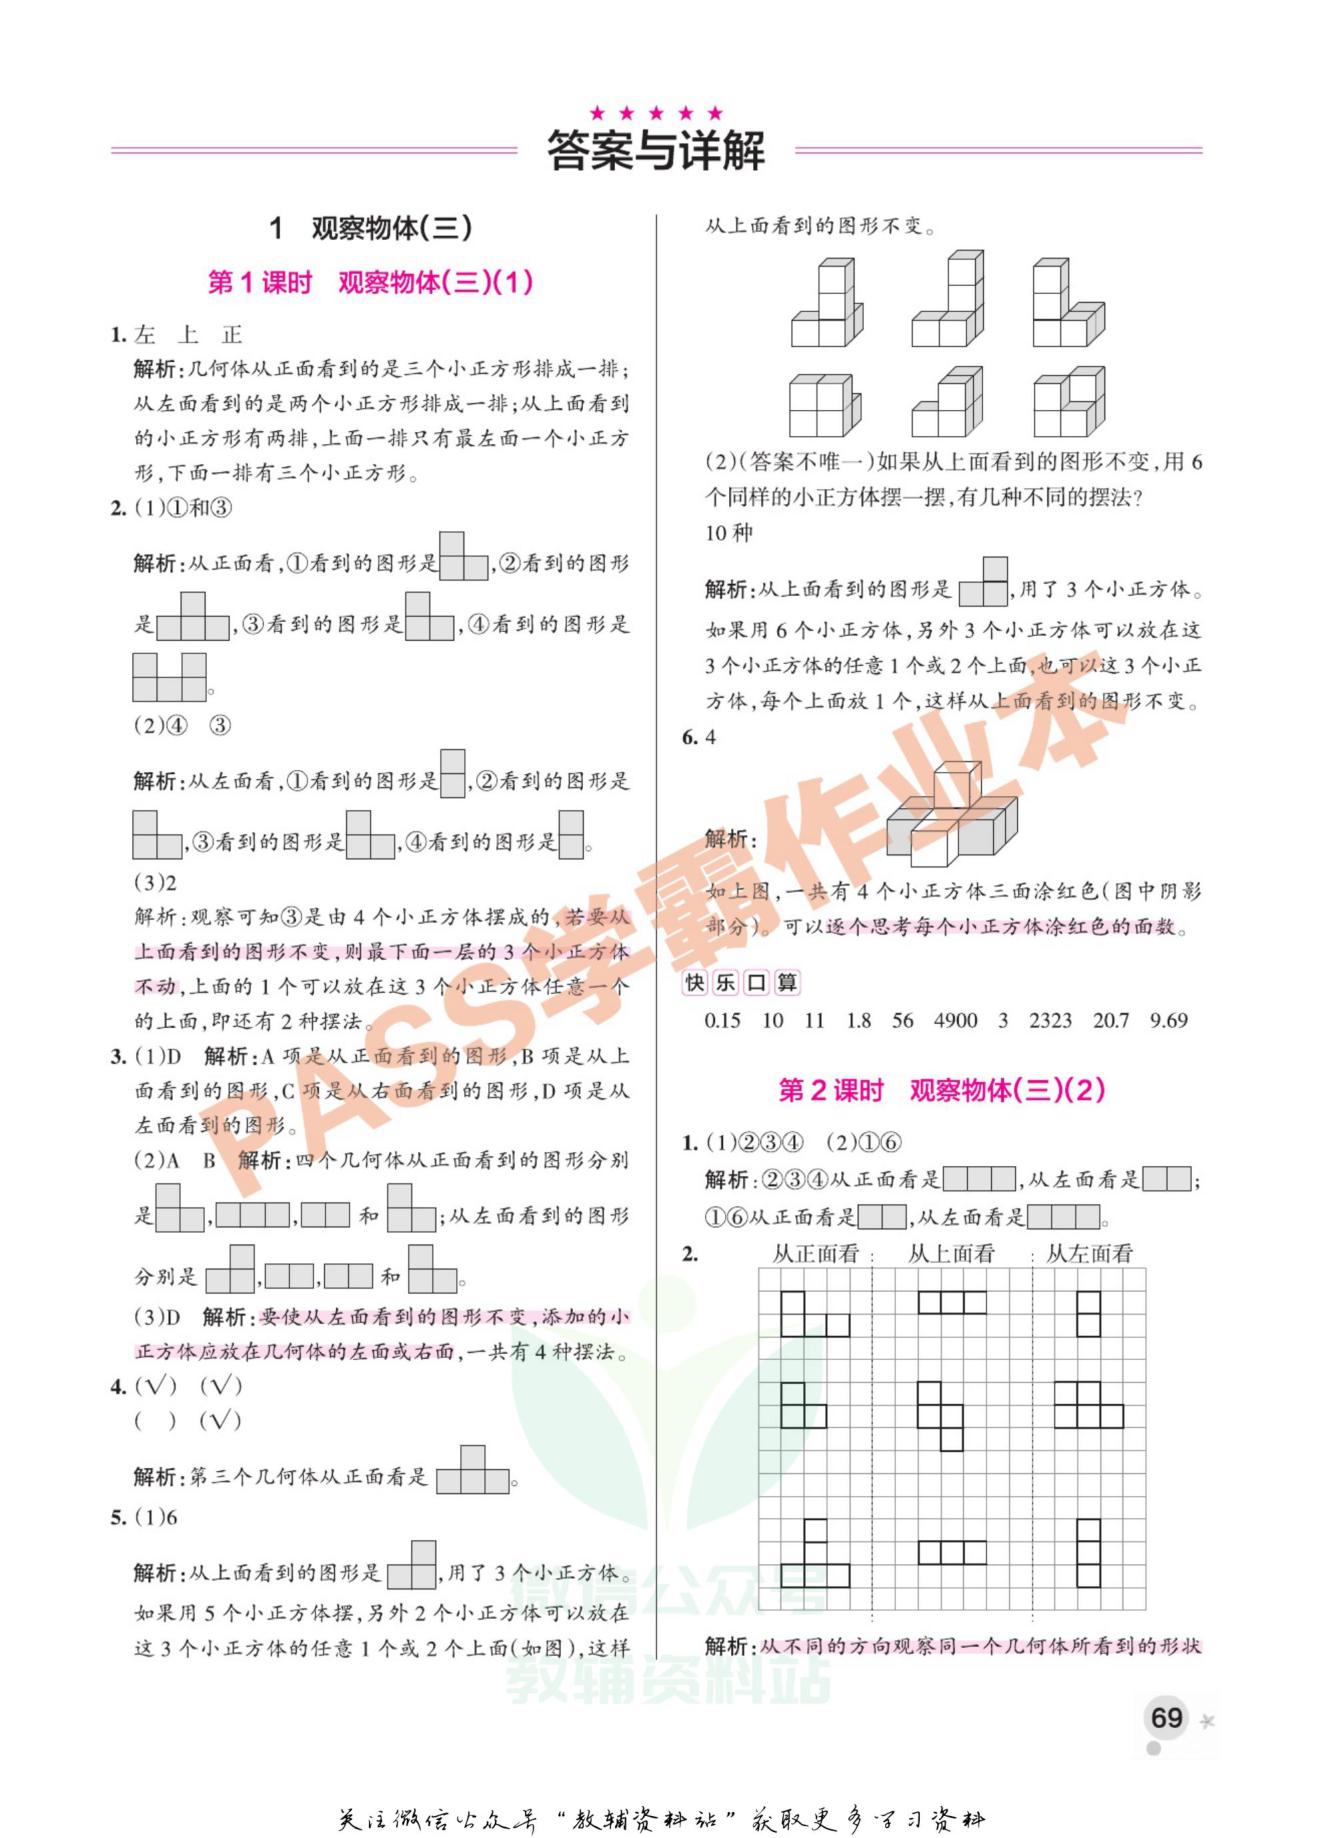 答案与详解
1 观察物体(三)
第1课时 观察物体(三)(1)
1. 左 上 正
解析:几何体从正面看到的是三个小正方形排成一排;
从左面看到的是两个小正方形排成一排;从上面看到
的小正方形有两排,上面一排只有最左面一个小正方
形,下面一排有三个小正方形。
2. (1)①和③
解析:从正面看,①看到的图形是 ,②看到的图形
是 ,③看到的图形是 ,④看到的图形是
。
(2)④ ③
解析:从左面看,①看到的图形是 ,②看到的图形是
,③看到的图形是 ,④看到的图形是 。
(3)2
解析:观察可知③是由4个小正方体摆成的,若要从
上面看到的图形不变,则最下面一层的3个小正方体
不动,上面的1个可以放在这3个小正方体任意一个
的上面,即还有2种摆法。
3. (1)D 解析:A项是从正面看到的图形,B项是从上
面看到的图形,C项是从右面看到的图形,D项是从
左面看到的图形。
(2)A B 解析:四个几何体从正面看到的图形分别
是 , , 和 ;从左面看到的图形
分别是 , , 和 。
(3)D 解析:要使从左面看到的图形不变,添加的小
正方体应放在几何体的左面或右面,一共有4种摆法。
4. (√) (√)
( ) (√)
解析:第三个几何体从正面看是 。
5. (1)6
解析:从上面看到的图形是 ,用了3个小正方体。
如果用5个小正方体摆,另外2个小正方体可以放在
这3个小正方体的任意1个或2个上面(如图),这样
从上面看到的图形不变。
(2)(答案不唯一)如果从上面看到的图形不变,用6
个同样的小正方体摆一摆,有几种不同的摆法?
10种
解析:从上面看到的图形是 ,用了3个小正方体。
如果用6个小正方体,另外3个小正方体可以放在这
3个小正方体的任意1个或2个上面,也可以这3个小正
方体,每个上面放1个,这样从上面看到的图形不变。
6. 4
解析:
如上图,一共有4个小正方体三面涂红色(图中阴影
部分)。可以逐个思考每个小正方体涂红色的面数。
快乐口算
0.15 10 11 1.8 56 4900 3 2323 20.7 9.69
第2课时 观察物体(三)(2)
1. (1)②③④ (2)①⑥
解析:②③④从正面看是 ,从左面看是 ;
①⑥从正面看是 ,从左面看是 。
2. 从正面看 从上面看 从左面看
解析:从不同的方向观察同一个几何体所看到的形状
PASS学霸作业本
微信公众号
教辅资料站
69
关注微信公众号“教辅资料站”获取更多学习资料